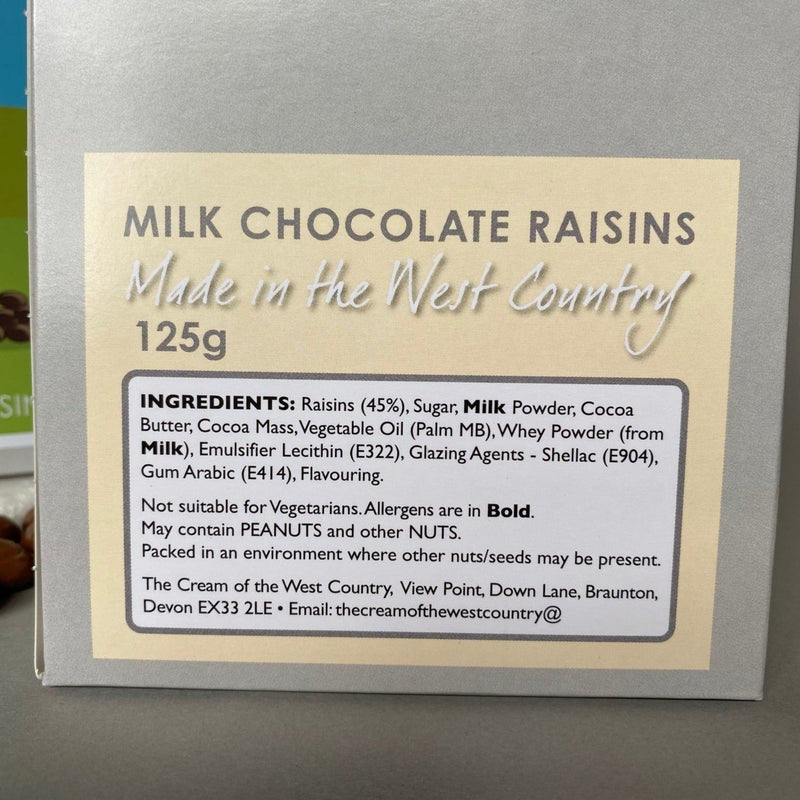 MILK CHOCOLATE RAISINS
Made in the West Country
125g
INGREDIENTS: Raisins (45%), Sugar, Milk Powder, Cocoa
Butter, Cocoa Mass, Vegetable Oil (Palm MB), Whey Powder (from
Milk), Emulsifier Lecithin (E322), Glazing Agents - Shellac (E904),
Gum Arabic (E414), Flavouring.
Not suitable for Vegetarians. Allergens are in Bold.
May contain PEANUTS and other NUTS.
Packed in an environment where other nuts/seeds may be present.
The Cream of the West Country, View Point, Down Lane, Braunton,
Devon EX33 2LE • Email: thecreamofthewestcountry@